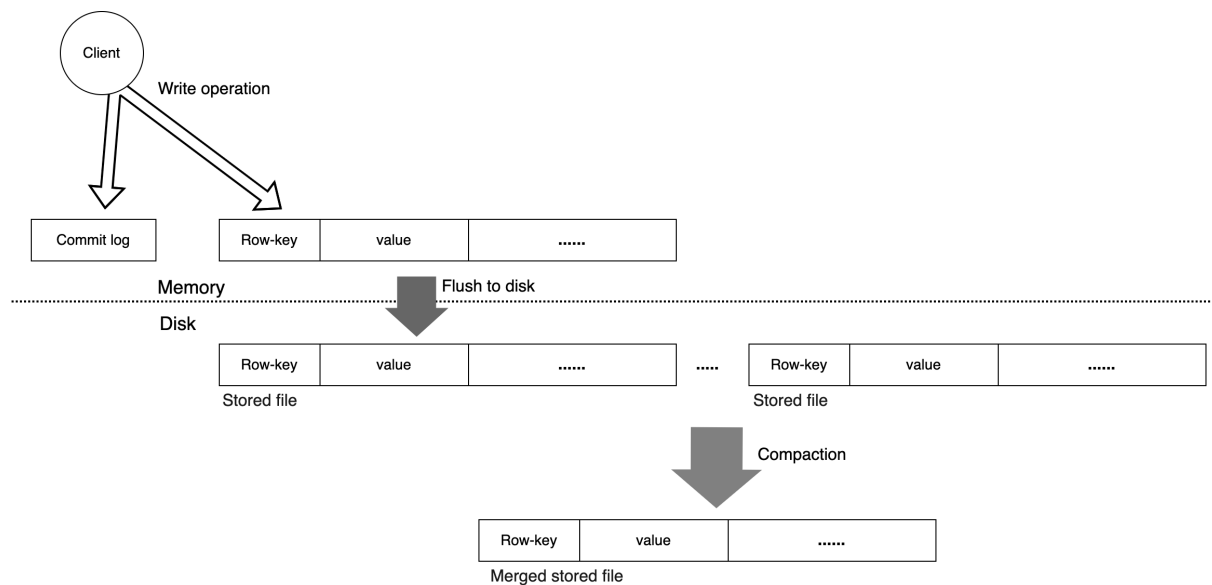 Client
Write operation
Commit log
Row-key value ......
Memory
Flush to disk
Disk
Row-key value ...... ..... Row-key value ......
Stored file
Stored file
Compaction
Row-key value ......
Merged stored file